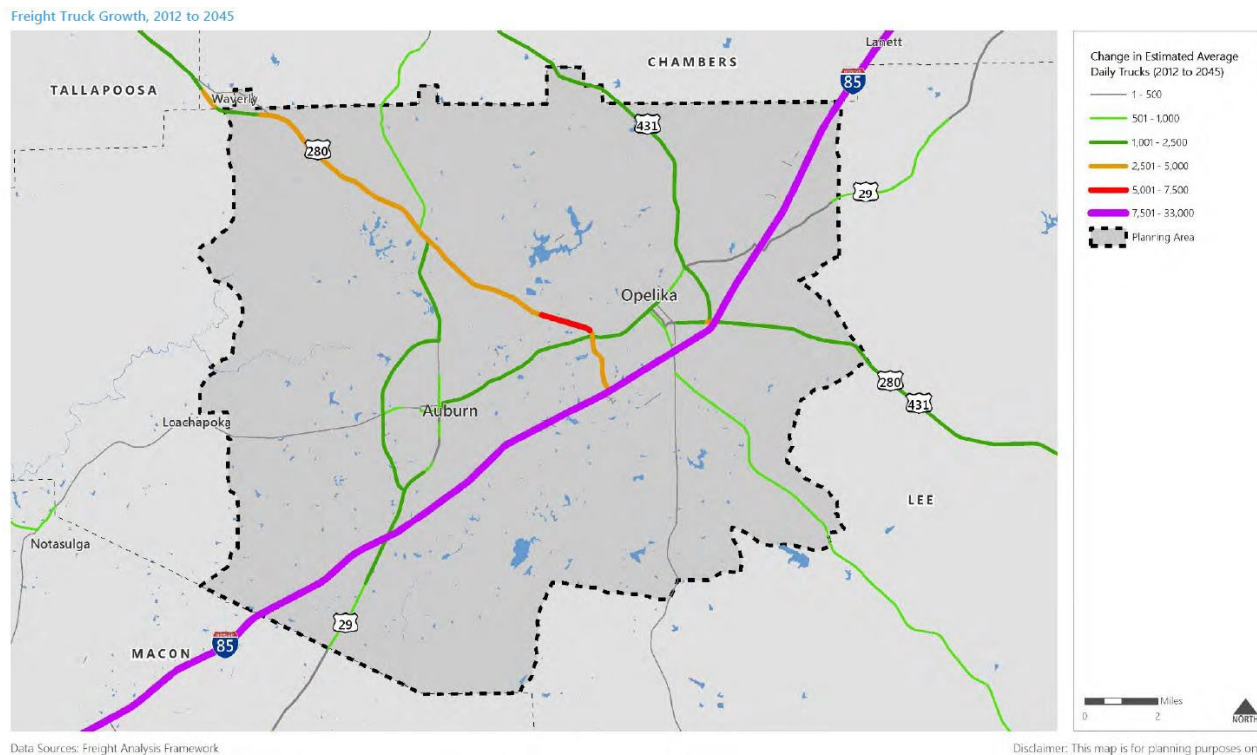 Freight Truck Growth, 2012 to 2045
Lanett
CHAMBERS
85
TALLAPOOSA
Waverly
431
280
29
Opelika
280
431
Auburn
Loachapoka
LEE
Notasulga
29
85
MACON
Change in Estimated Average
Daily Trucks (2012 to 2045)
1 - 500
501 - 1,000
1,001 - 2,500
2,501 - 5,000
5,001 - 7,500
7,501 - 33,000
Planning Area
Miles
0 2
NORTH
Data Sources: Freight Analysis Framework
Disclaimer: This map is for planning purposes on